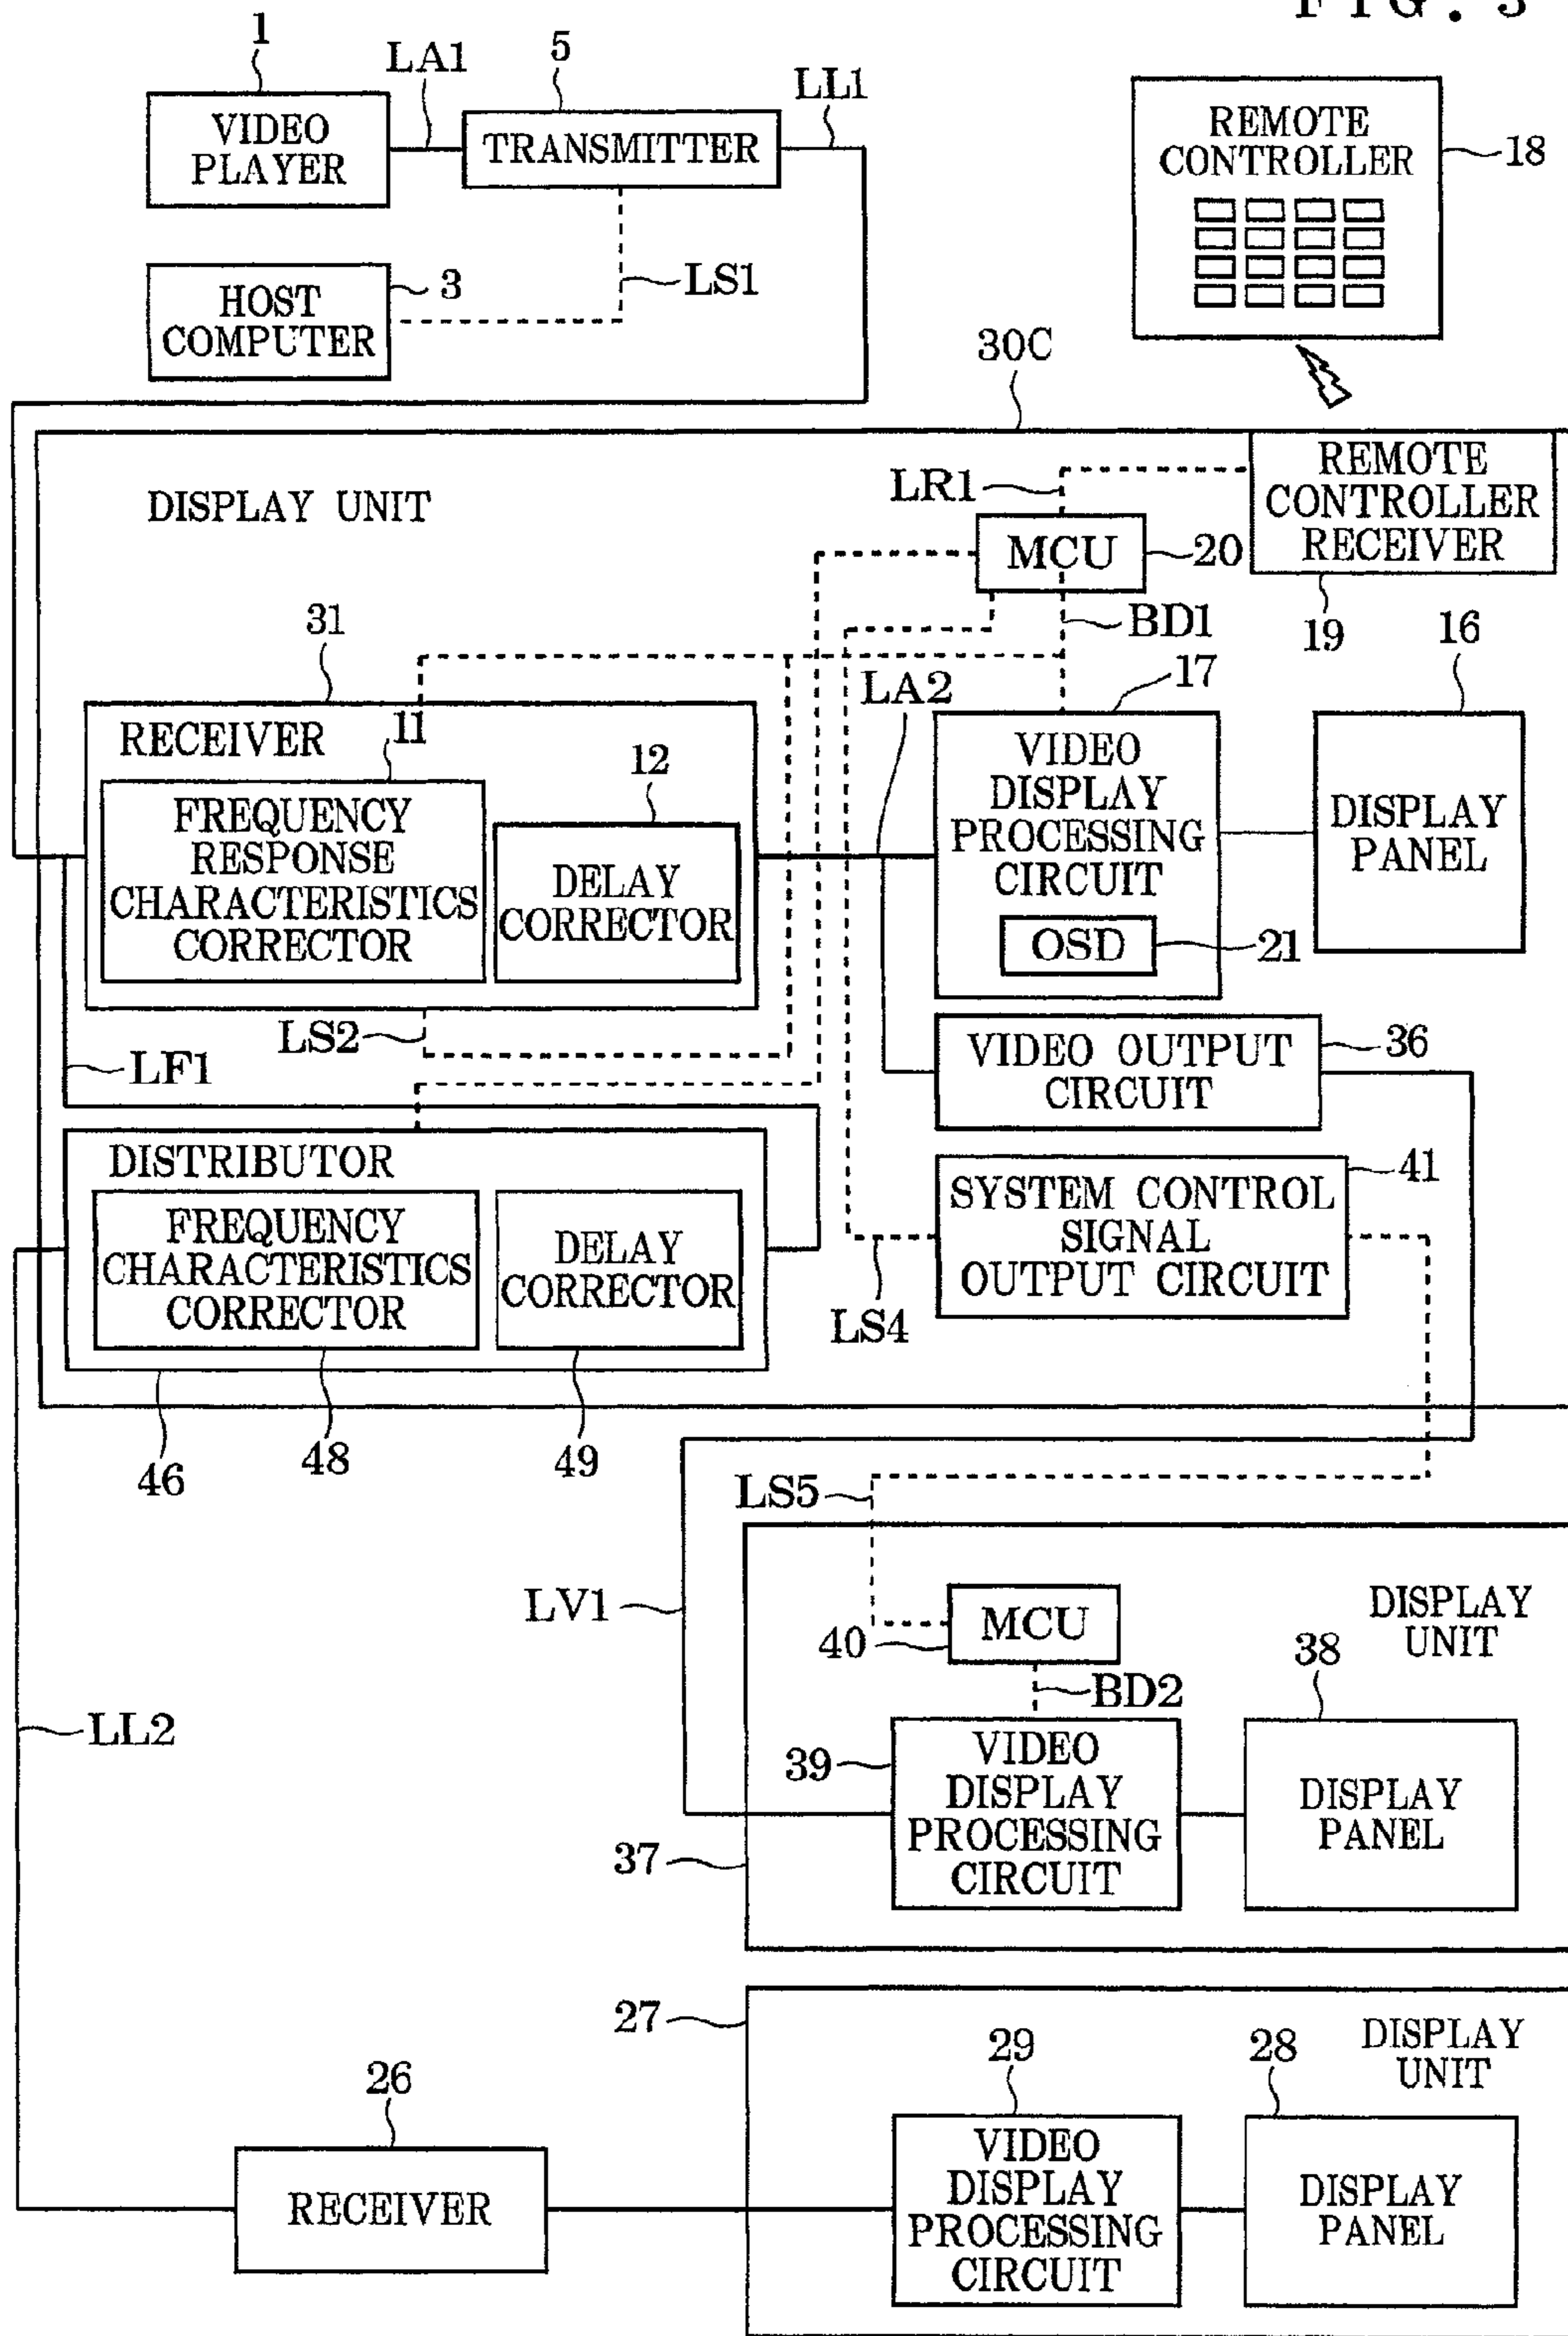 FIG. 3
1
LA1
5
LL1
VIDEO
PLAYER
TRANSMITTER
REMOTE
CONTROLLER
18
HOST
COMPUTER
3
LS1
30C
DISPLAY UNIT
LR1
MCU
20
REMOTE
CONTROLLER
RECEIVER
19
BD1
31
RECEIVER
11
FREQUENCY
RESPONSE
CHARACTERISTICS
CORRECTOR
12
DELAY
CORRECTOR
LA2
17
VIDEO
DISPLAY
PROCESSING
CIRCUIT
OSD
21
16
DISPLAY
PANEL
LS2
LF1
VIDEO OUTPUT
CIRCUIT
36
DISTRIBUTOR
FREQUENCY
CHARACTERISTICS
CORRECTOR
DELAY
CORRECTOR
SYSTEM CONTROL
SIGNAL
OUTPUT CIRCUIT
41
LS4
46
48
49
LS5
LV1
MCU
40
DISPLAY
UNIT
BD2
38
LL2
39
VIDEO
DISPLAY
PROCESSING
CIRCUIT
DISPLAY
PANEL
37
27
DISPLAY
UNIT
29
28
26
RECEIVER
VIDEO
DISPLAY
PROCESSING
CIRCUIT
DISPLAY
PANEL